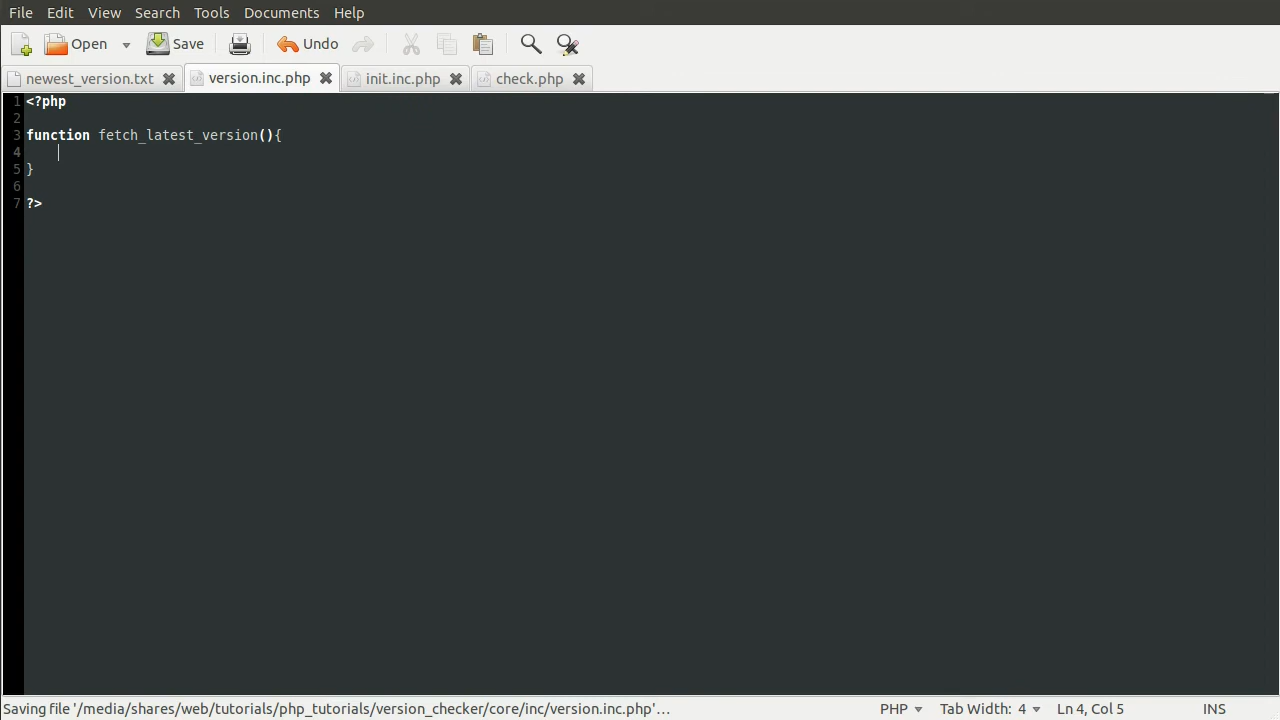 File Edit View Search Tools Documents Help
Open Save Undo
newest_version.txt version.inc.php init.inc.php check.php
1 <?php
2
3 function fetch_latest_version(){
4
5 }
6
7 ?>
Saving file '/media/shares/web/tutorials/php_tutorials/version_checker/core/inc/version.inc.php'... PHP Tab Width: 4 Ln 4, Col 5 INS